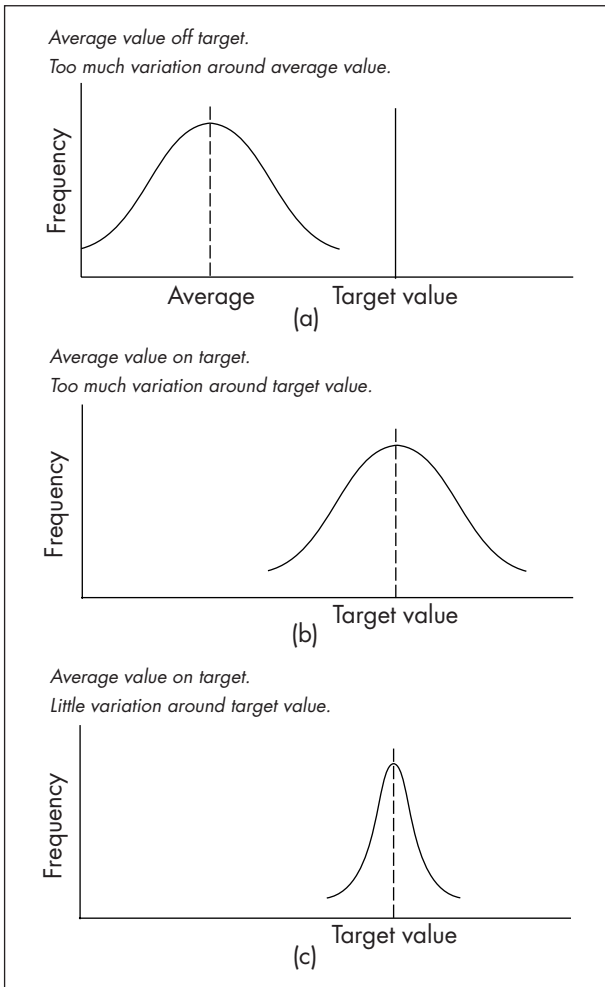 Average value off target.
Too much variation around average value.
Frequency
Average
Target value
(a)
Average value on target.
Too much variation around target value.
Frequency
Target value
(b)
Average value on target.
Little variation around target value.
Frequency
Target value
(c)